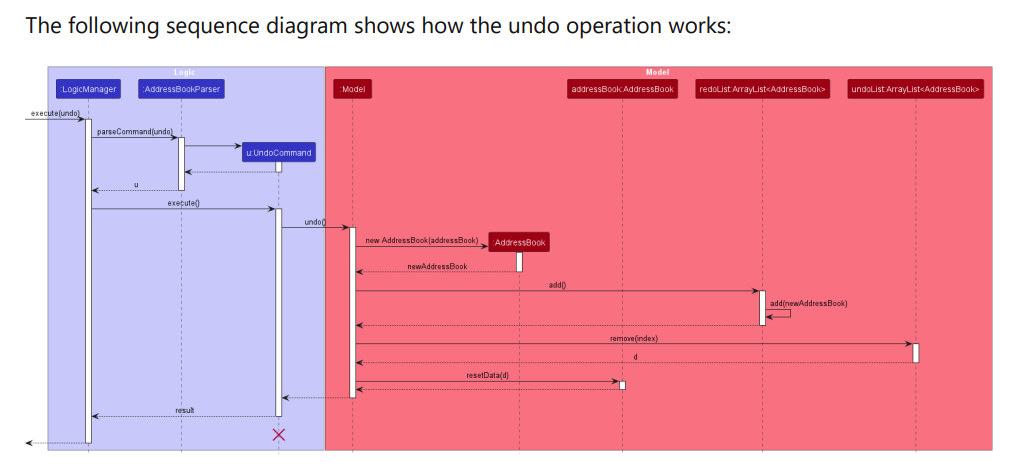 The following sequence diagram shows how the undo operation works:
Logic
Model
:LogicManager
:AddressBookParser
:Model
addressBook:AddressBook
redoList:ArrayList<AddressBook>
undoList:ArrayList<AddressBook>
execute(undo)
parseCommand(undo)
u:UndoCommand
u
execute()
undo()
new AddressBook(addressBook)
:AddressBook
newAddressBook
add()
add(newAddressBook)
remove(index)
d
resetData(d)
result